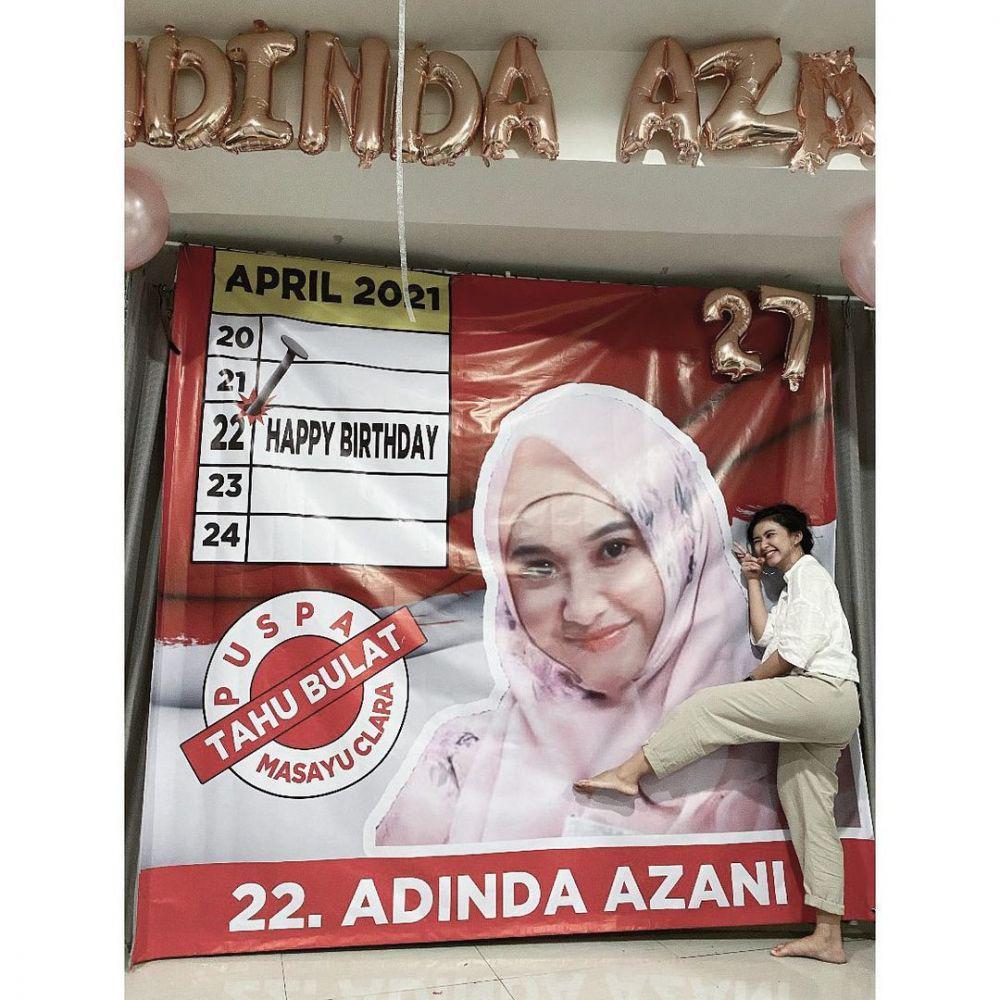 ADINDA AZA
27
APRIL 2021
20
21
22 HAPPY BIRTHDAY
23
24
PUSPA
TAHU BULAT
MASAYU CLARA
22. ADINDA AZANI